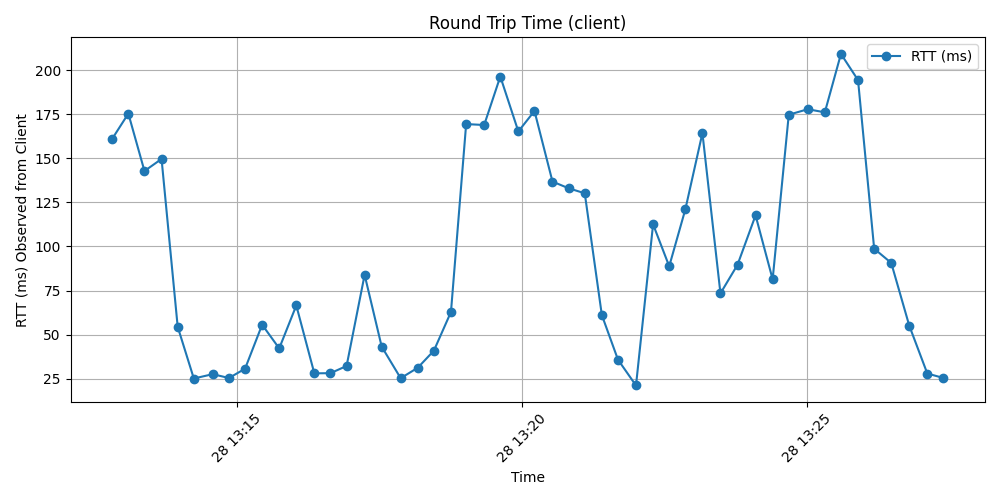 Round Trip Time (client)
RTT (ms)
RTT (ms) Observed from Client
200
175
150
125
100
75
50
25
28 13:15
28 13:20
28 13:25
Time